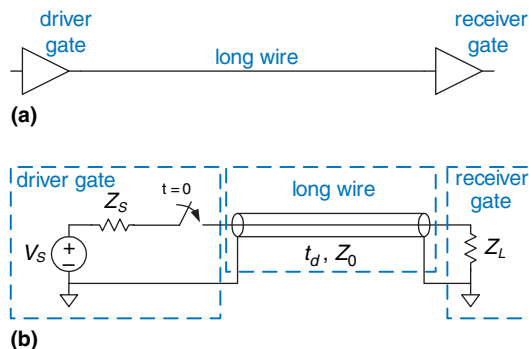 driver
gate
receiver
gate
long wire
(a)
driver gate
Z_S
t = 0
V_S
+
−
long wire
t_d, Z_0
receiver
gate
Z_L
(b)